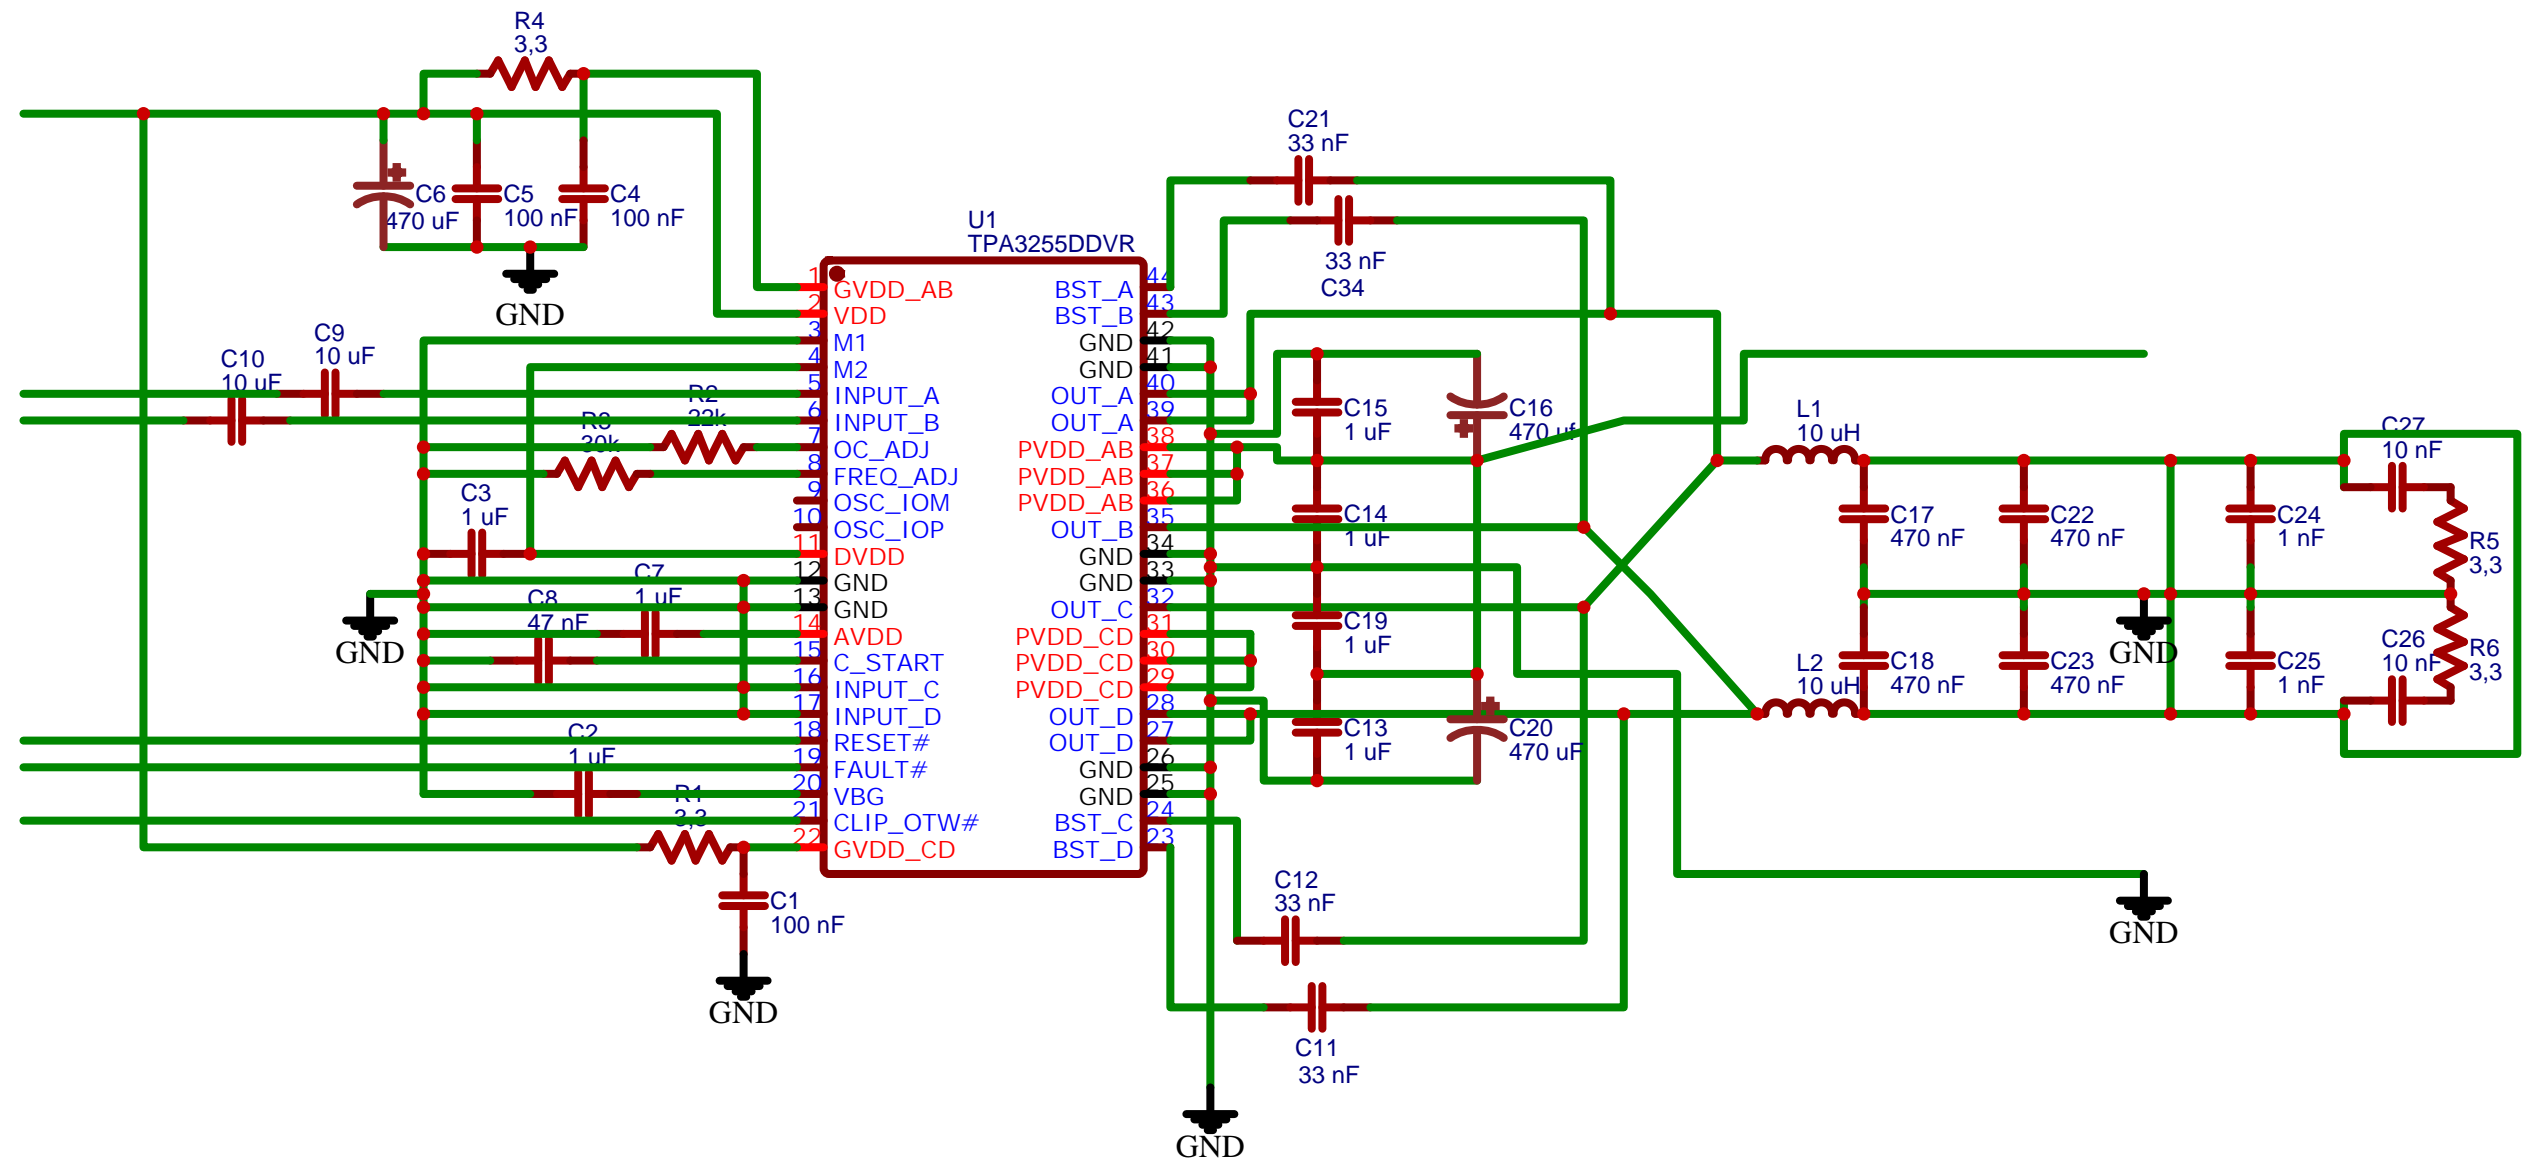 R4
3,3
C6
470 uF
C5
100 nF
C4
100 nF
GND
C9
10 uF
C10
10 uF
R2
22k
R3
30k
C3
1 uF
C7
1 uF
C8
47 nF
GND
C2
1 uF
R1
3,3
C1
100 nF
GND
U1
TPA3255DDVR
1 GVDD_AB
2 VDD
3 M1
4 M2
5 INPUT_A
6 INPUT_B
7 OC_ADJ
8 FREQ_ADJ
9 OSC_IOM
10 OSC_IOP
11 DVDD
12 GND
13 GND
14 AVDD
15 C_START
16 INPUT_C
17 INPUT_D
18 RESET#
19 FAULT#
20 VBG
21 CLIP_OTW#
22 GVDD_CD
BST_A 44
BST_B 43
GND 42
GND 41
OUT_A 40
OUT_A 39
PVDD_AB 38
PVDD_AB 37
PVDD_AB 36
OUT_B 35
GND 34
GND 33
OUT_C 32
PVDD_CD 31
PVDD_CD 30
PVDD_CD 29
OUT_D 28
OUT_D 27
GND 26
GND 25
BST_C 24
BST_D 23
C21
33 nF
33 nF
C34
C15
1 uF
C16
470 uf
C14
1 uF
C19
1 uF
C13
1 uF
C20
470 uF
C12
33 nF
C11
33 nF
GND
L1
10 uH
L2
10 uH
C17
470 nF
C22
470 nF
C24
1 nF
C27
10 nF
R5
3,3
C18
470 nF
C23
470 nF
GND
C25
1 nF
C26
10 nF
R6
3,3
GND